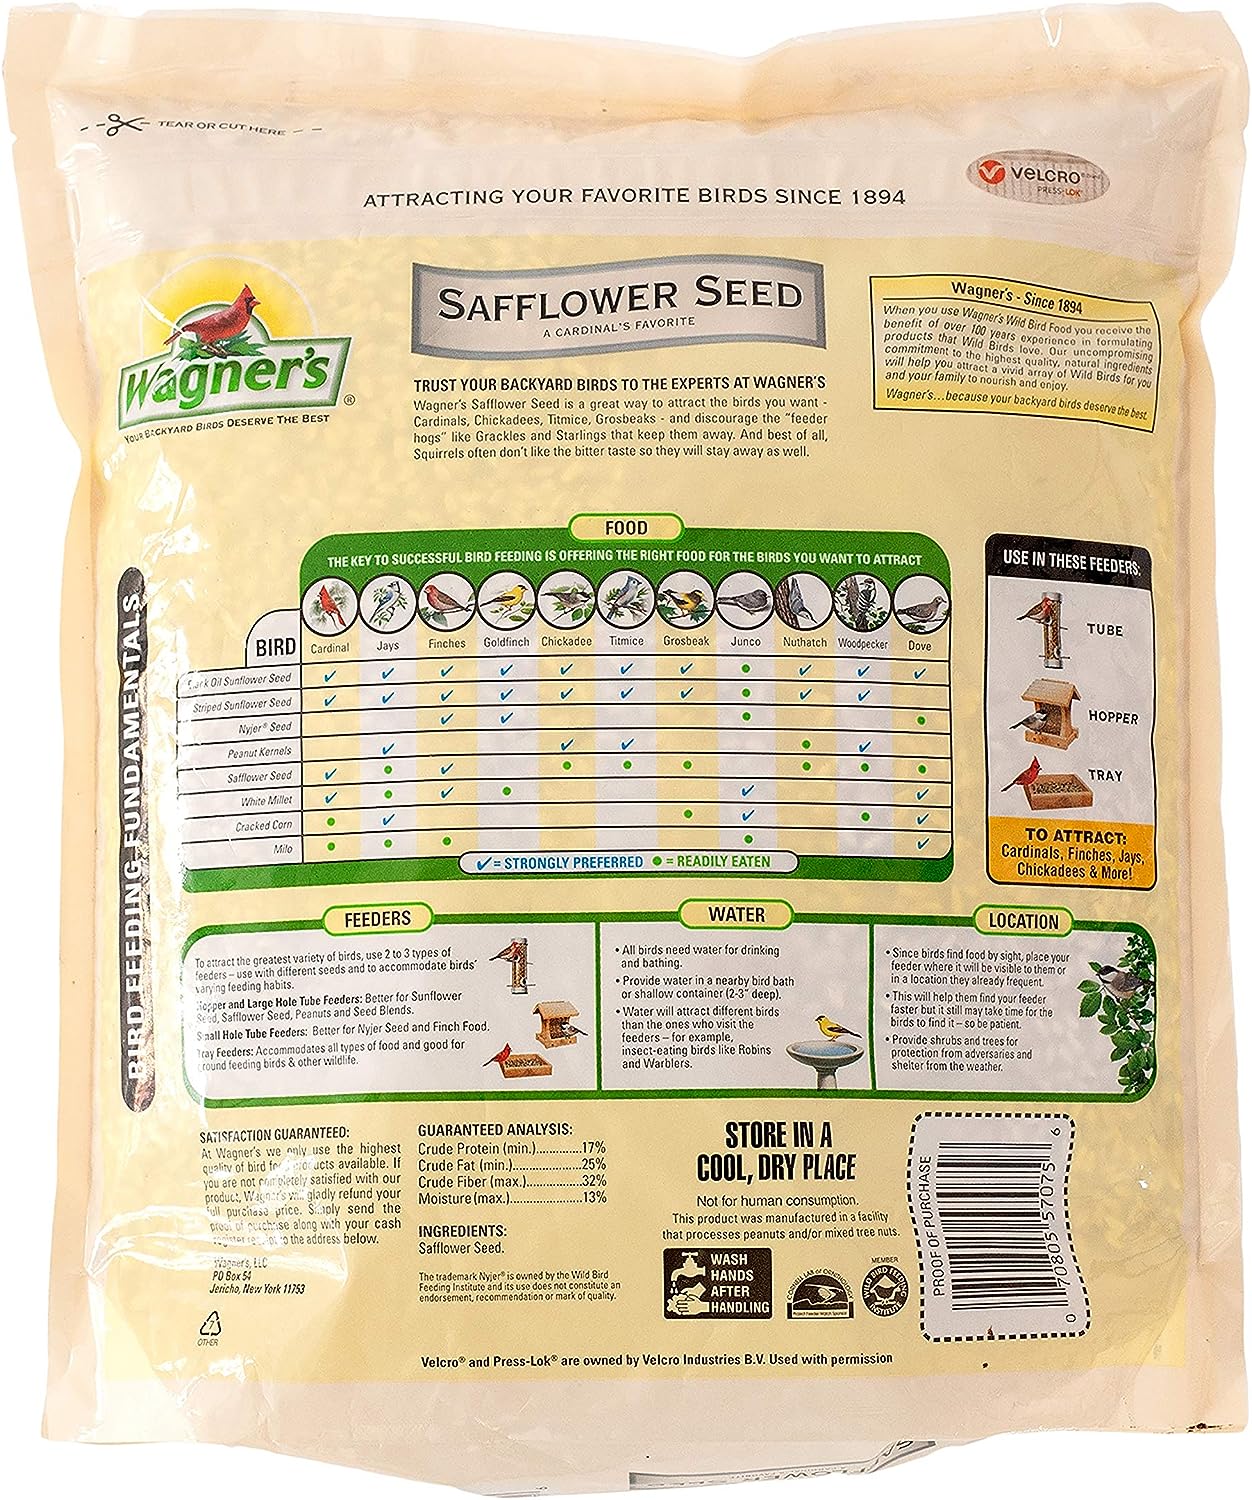 TEAR OR CUT HERE
VELCRO® Brand
PRESS-LOK®
ATTRACTING YOUR FAVORITE BIRDS SINCE 1894
Wagner's ®
YOUR BACKYARD BIRDS DESERVE THE BEST
SAFFLOWER SEED
A CARDINAL'S FAVORITE
TRUST YOUR BACKYARD BIRDS TO THE EXPERTS AT WAGNER'S
Wagner's Safflower Seed is a great way to attract the birds you want -
Cardinals, Chickadees, Titmice, Grosbeaks - and discourage the "feeder
hogs" like Grackles and Starlings that keep them away. And best of all,
Squirrels often don't like the bitter taste so they will stay away as well.
Wagner's - Since 1894
When you use Wagner's Wild Bird Food you receive the
benefit of over 100 years experience in formulating
products that Wild Birds love. Our uncompromising
commitment to the highest quality, natural ingredients
will help you attract a vivid array of Wild Birds for you
and your family to nourish and enjoy.
Wagner's...because your backyard birds deserve the best.
BIRD FEEDING FUNDAMENTALS
FOOD
THE KEY TO SUCCESSFUL BIRD FEEDING IS OFFERING THE RIGHT FOOD FOR THE BIRDS YOU WANT TO ATTRACT
BIRD Cardinal Jays Finches Goldfinch Chickadee Titmice Grosbeak Junco Nuthatch Woodpecker Dove
Black Oil Sunflower Seed
Striped Sunflower Seed
Nyjer® Seed
Peanut Kernels
Safflower Seed
White Millet
Cracked Corn
Milo
✓ = STRONGLY PREFERRED ● = READILY EATEN
USE IN THESE FEEDERS:
TUBE
HOPPER
TRAY
TO ATTRACT:
Cardinals, Finches, Jays,
Chickadees & More!
FEEDERS
To attract the greatest variety of birds, use 2 to 3 types of
feeders – use with different seeds and to accommodate birds'
varying feeding habits.
Hopper and Large Hole Tube Feeders: Better for Sunflower
Seed, Safflower Seed, Peanuts and Seed Blends.
Small Hole Tube Feeders: Better for Nyjer Seed and Finch Food.
Tray Feeders: Accommodates all types of food and good for
ground feeding birds & other wildlife.
WATER
• All birds need water for drinking
and bathing.
• Provide water in a nearby bird bath
or shallow container (2-3" deep).
• Water will attract different birds
than the ones who visit the
feeders – for example,
insect-eating birds like Robins
and Warblers.
LOCATION
• Since birds find food by sight, place your
feeder where it will be visible to them or
in a location they already frequent.
• This will help them find your feeder
faster but it still may take time for the
birds to find it – so be patient.
• Provide shrubs and trees for
protection from adversaries and
shelter from the weather.
SATISFACTION GUARANTEED:
At Wagner's we only use the highest
quality of bird food products available. If
you are not completely satisfied with our
product, Wagner's will gladly refund your
full purchase price. Simply send the
proof of purchase along with your cash
register receipt to the address below.
Wagner's, LLC
PO Box 54
Jericho, New York 11753
7
OTHER
GUARANTEED ANALYSIS:
Crude Protein (min.)..............17%
Crude Fat (min.)....................25%
Crude Fiber (max.)................32%
Moisture (max.)....................13%
INGREDIENTS:
Safflower Seed.
The trademark Nyjer® is owned by the Wild Bird
Feeding Institute and its use does not constitute an
endorsement, recommendation or mark of quality.
STORE IN A
COOL, DRY PLACE
Not for human consumption.
This product was manufactured in a facility
that processes peanuts and/or mixed tree nuts.
WASH
HANDS
AFTER
HANDLING
CORNELL LAB of ORNITHOLOGY
Project Feeder Watch Sponsor
MEMBER
WILD BIRD FEEDING
INSTITUTE
PROOF OF PURCHASE
0 70805 57075 6
Velcro® and Press-Lok® are owned by Velcro Industries B.V. Used with permission